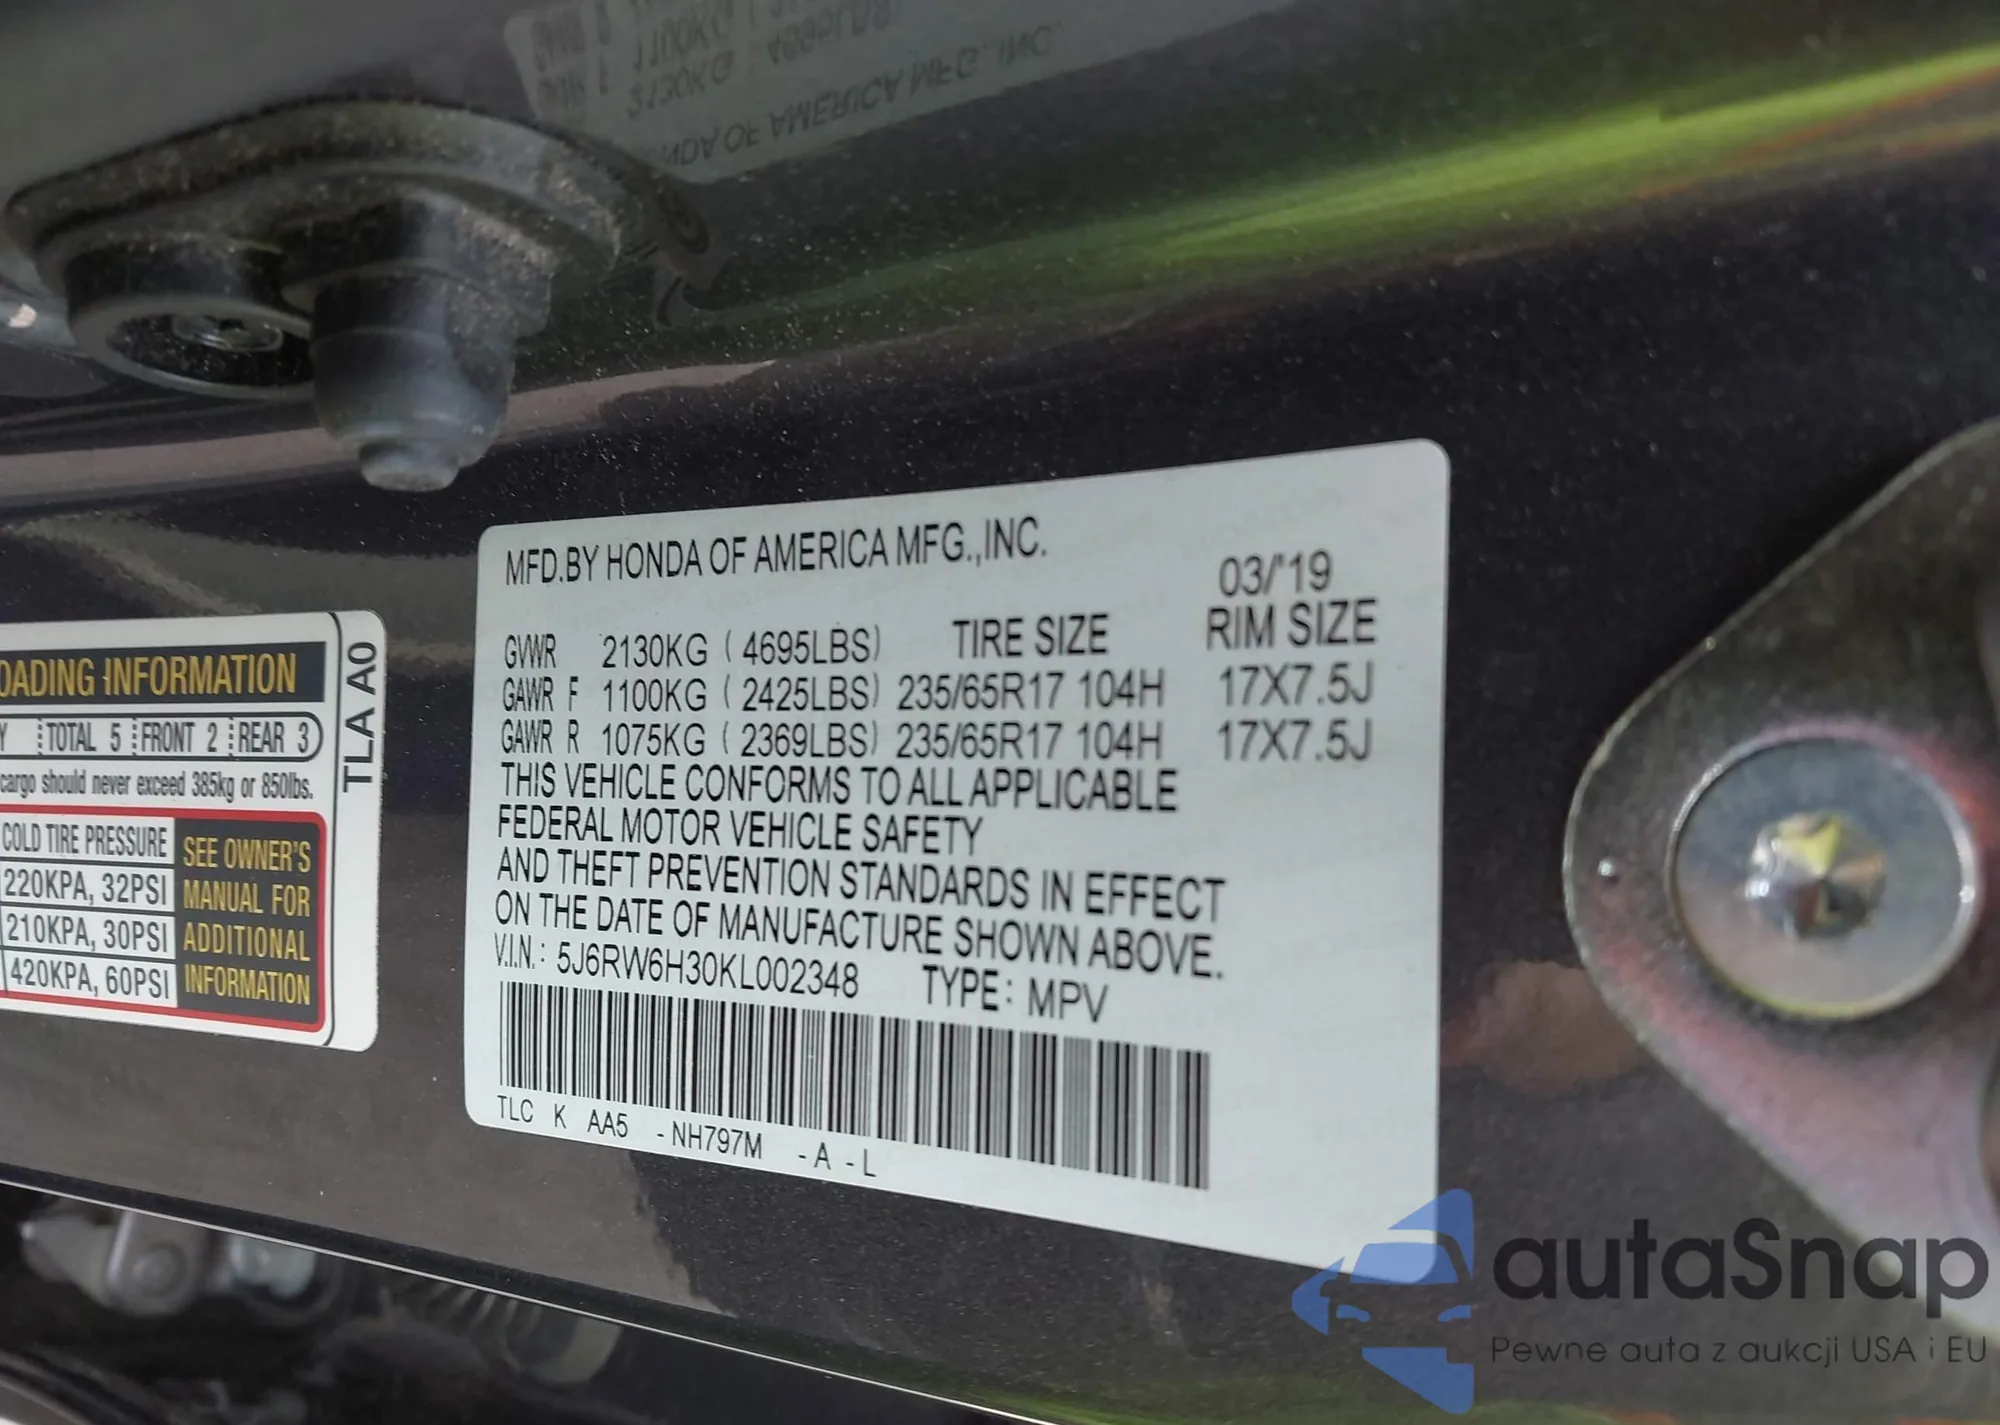 MFD.BY HONDA OF AMERICA MFG.,INC.
03/'19
GVWR 2130KG ( 4695LBS) TIRE SIZE RIM SIZE
GAWR F 1100KG ( 2425LBS) 235/65R17 104H 17X7.5J
GAWR R 1075KG ( 2369LBS) 235/65R17 104H 17X7.5J
THIS VEHICLE CONFORMS TO ALL APPLICABLE
FEDERAL MOTOR VEHICLE SAFETY
AND THEFT PREVENTION STANDARDS IN EFFECT
ON THE DATE OF MANUFACTURE SHOWN ABOVE.
V.I.N.: 5J6RW6H30KL002348 TYPE: MPV
TLC K AA5 -NH797M -A -L
INFORMATION
TOTAL 5 FRONT 2 REAR 3
cargo should never exceed 385kg or 850lbs.
COLD TIRE PRESSURE
220KPA, 32PSI
210KPA, 30PSI
420KPA, 60PSI
SEE OWNER'S
MANUAL FOR
ADDITIONAL
INFORMATION
TLA A0
autaSnap
Pewne auta z aukcji USA i EU